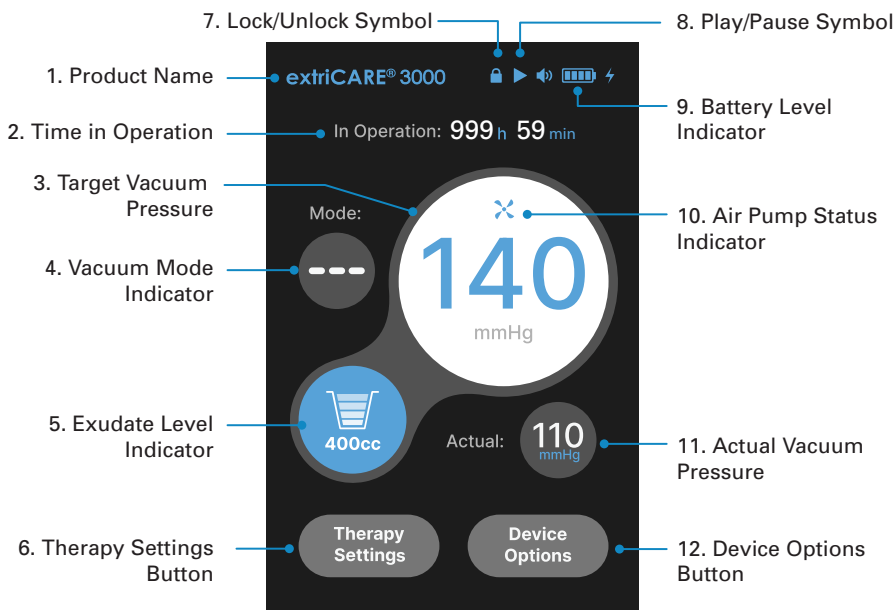 7. Lock/Unlock Symbol
8. Play/Pause Symbol
1. Product Name
extriCARE® 3000
9. Battery Level
Indicator
2. Time in Operation
In Operation: 999 h 59 min
3. Target Vacuum
Pressure
Mode:
10. Air Pump Status
Indicator
4. Vacuum Mode
Indicator
---
140
mmHg
5. Exudate Level
Indicator
400cc
Actual:
110
mmHg
11. Actual Vacuum
Pressure
6. Therapy Settings
Button
Therapy
Settings
Device
Options
12. Device Options
Button